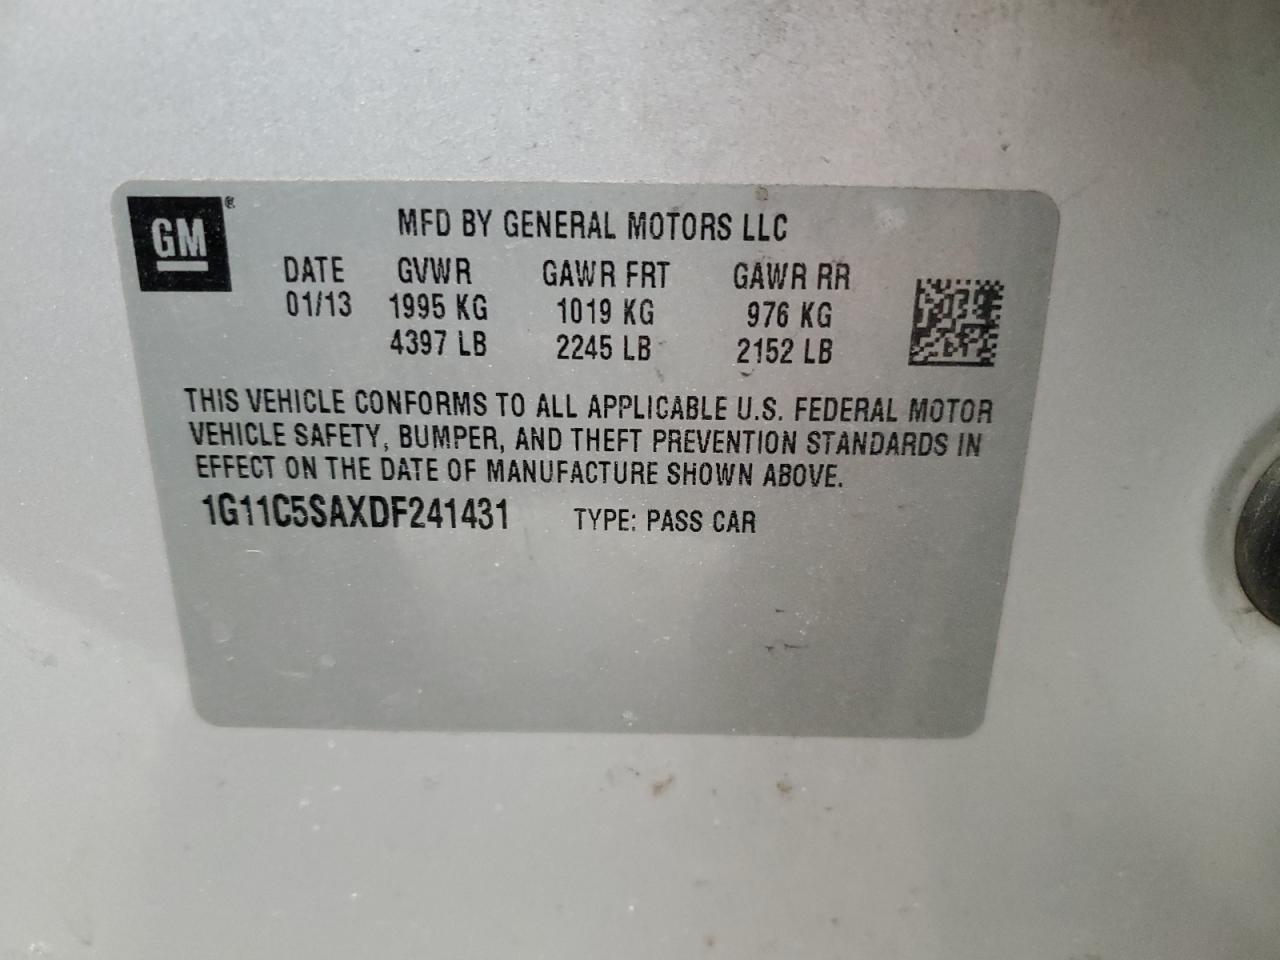 GM®
MFD BY GENERAL MOTORS LLC
DATE GVWR GAWR FRT GAWR RR
01/13 1995 KG 1019 KG 976 KG
4397 LB 2245 LB 2152 LB
THIS VEHICLE CONFORMS TO ALL APPLICABLE U.S. FEDERAL MOTOR
VEHICLE SAFETY, BUMPER, AND THEFT PREVENTION STANDARDS IN
EFFECT ON THE DATE OF MANUFACTURE SHOWN ABOVE.
1G11C5SAXDF241431 TYPE: PASS CAR